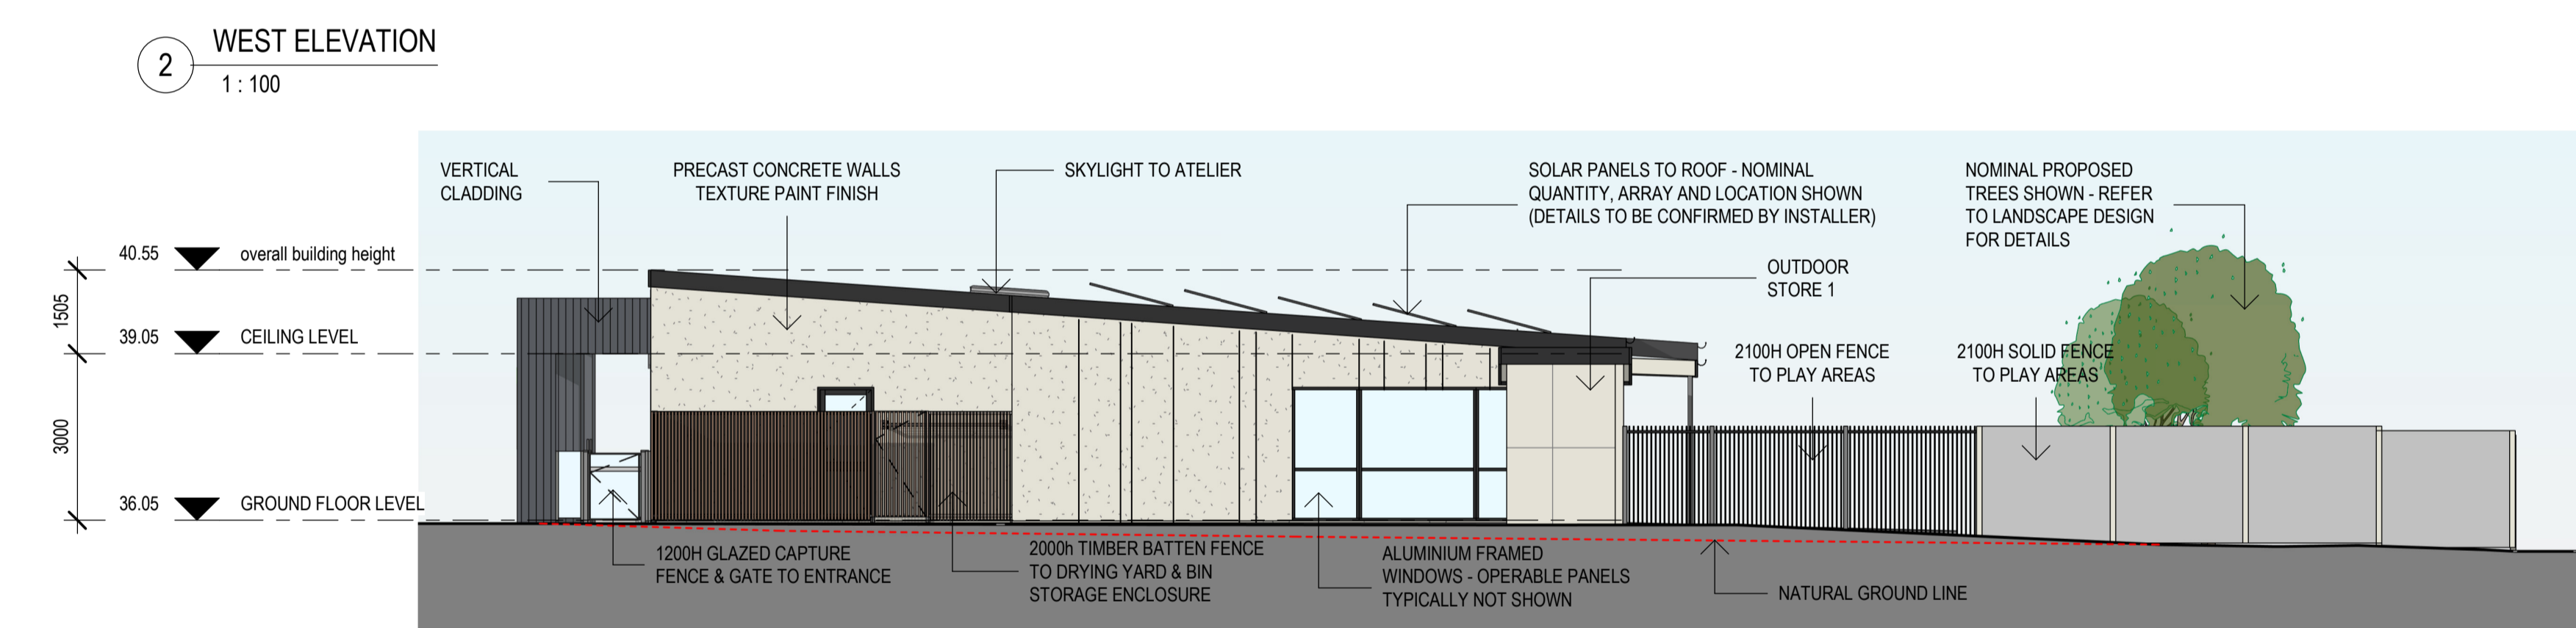 2
WEST ELEVATION
1 : 100
VERTICAL
CLADDING
PRECAST CONCRETE WALLS
TEXTURE PAINT FINISH
SKYLIGHT TO ATELIER
SOLAR PANELS TO ROOF - NOMINAL
QUANTITY, ARRAY AND LOCATION SHOWN
(DETAILS TO BE CONFIRMED BY INSTALLER)
NOMINAL PROPOSED
TREES SHOWN - REFER
TO LANDSCAPE DESIGN
FOR DETAILS
40.55
overall building height
OUTDOOR
STORE 1
1505
39.05
CEILING LEVEL
2100H OPEN FENCE
TO PLAY AREAS
2100H SOLID FENCE
TO PLAY AREAS
3000
36.05
GROUND FLOOR LEVEL
1200H GLAZED CAPTURE
FENCE & GATE TO ENTRANCE
2000h TIMBER BATTEN FENCE
TO DRYING YARD & BIN
STORAGE ENCLOSURE
ALUMINIUM FRAMED
WINDOWS - OPERABLE PANELS
TYPICALLY NOT SHOWN
NATURAL GROUND LINE